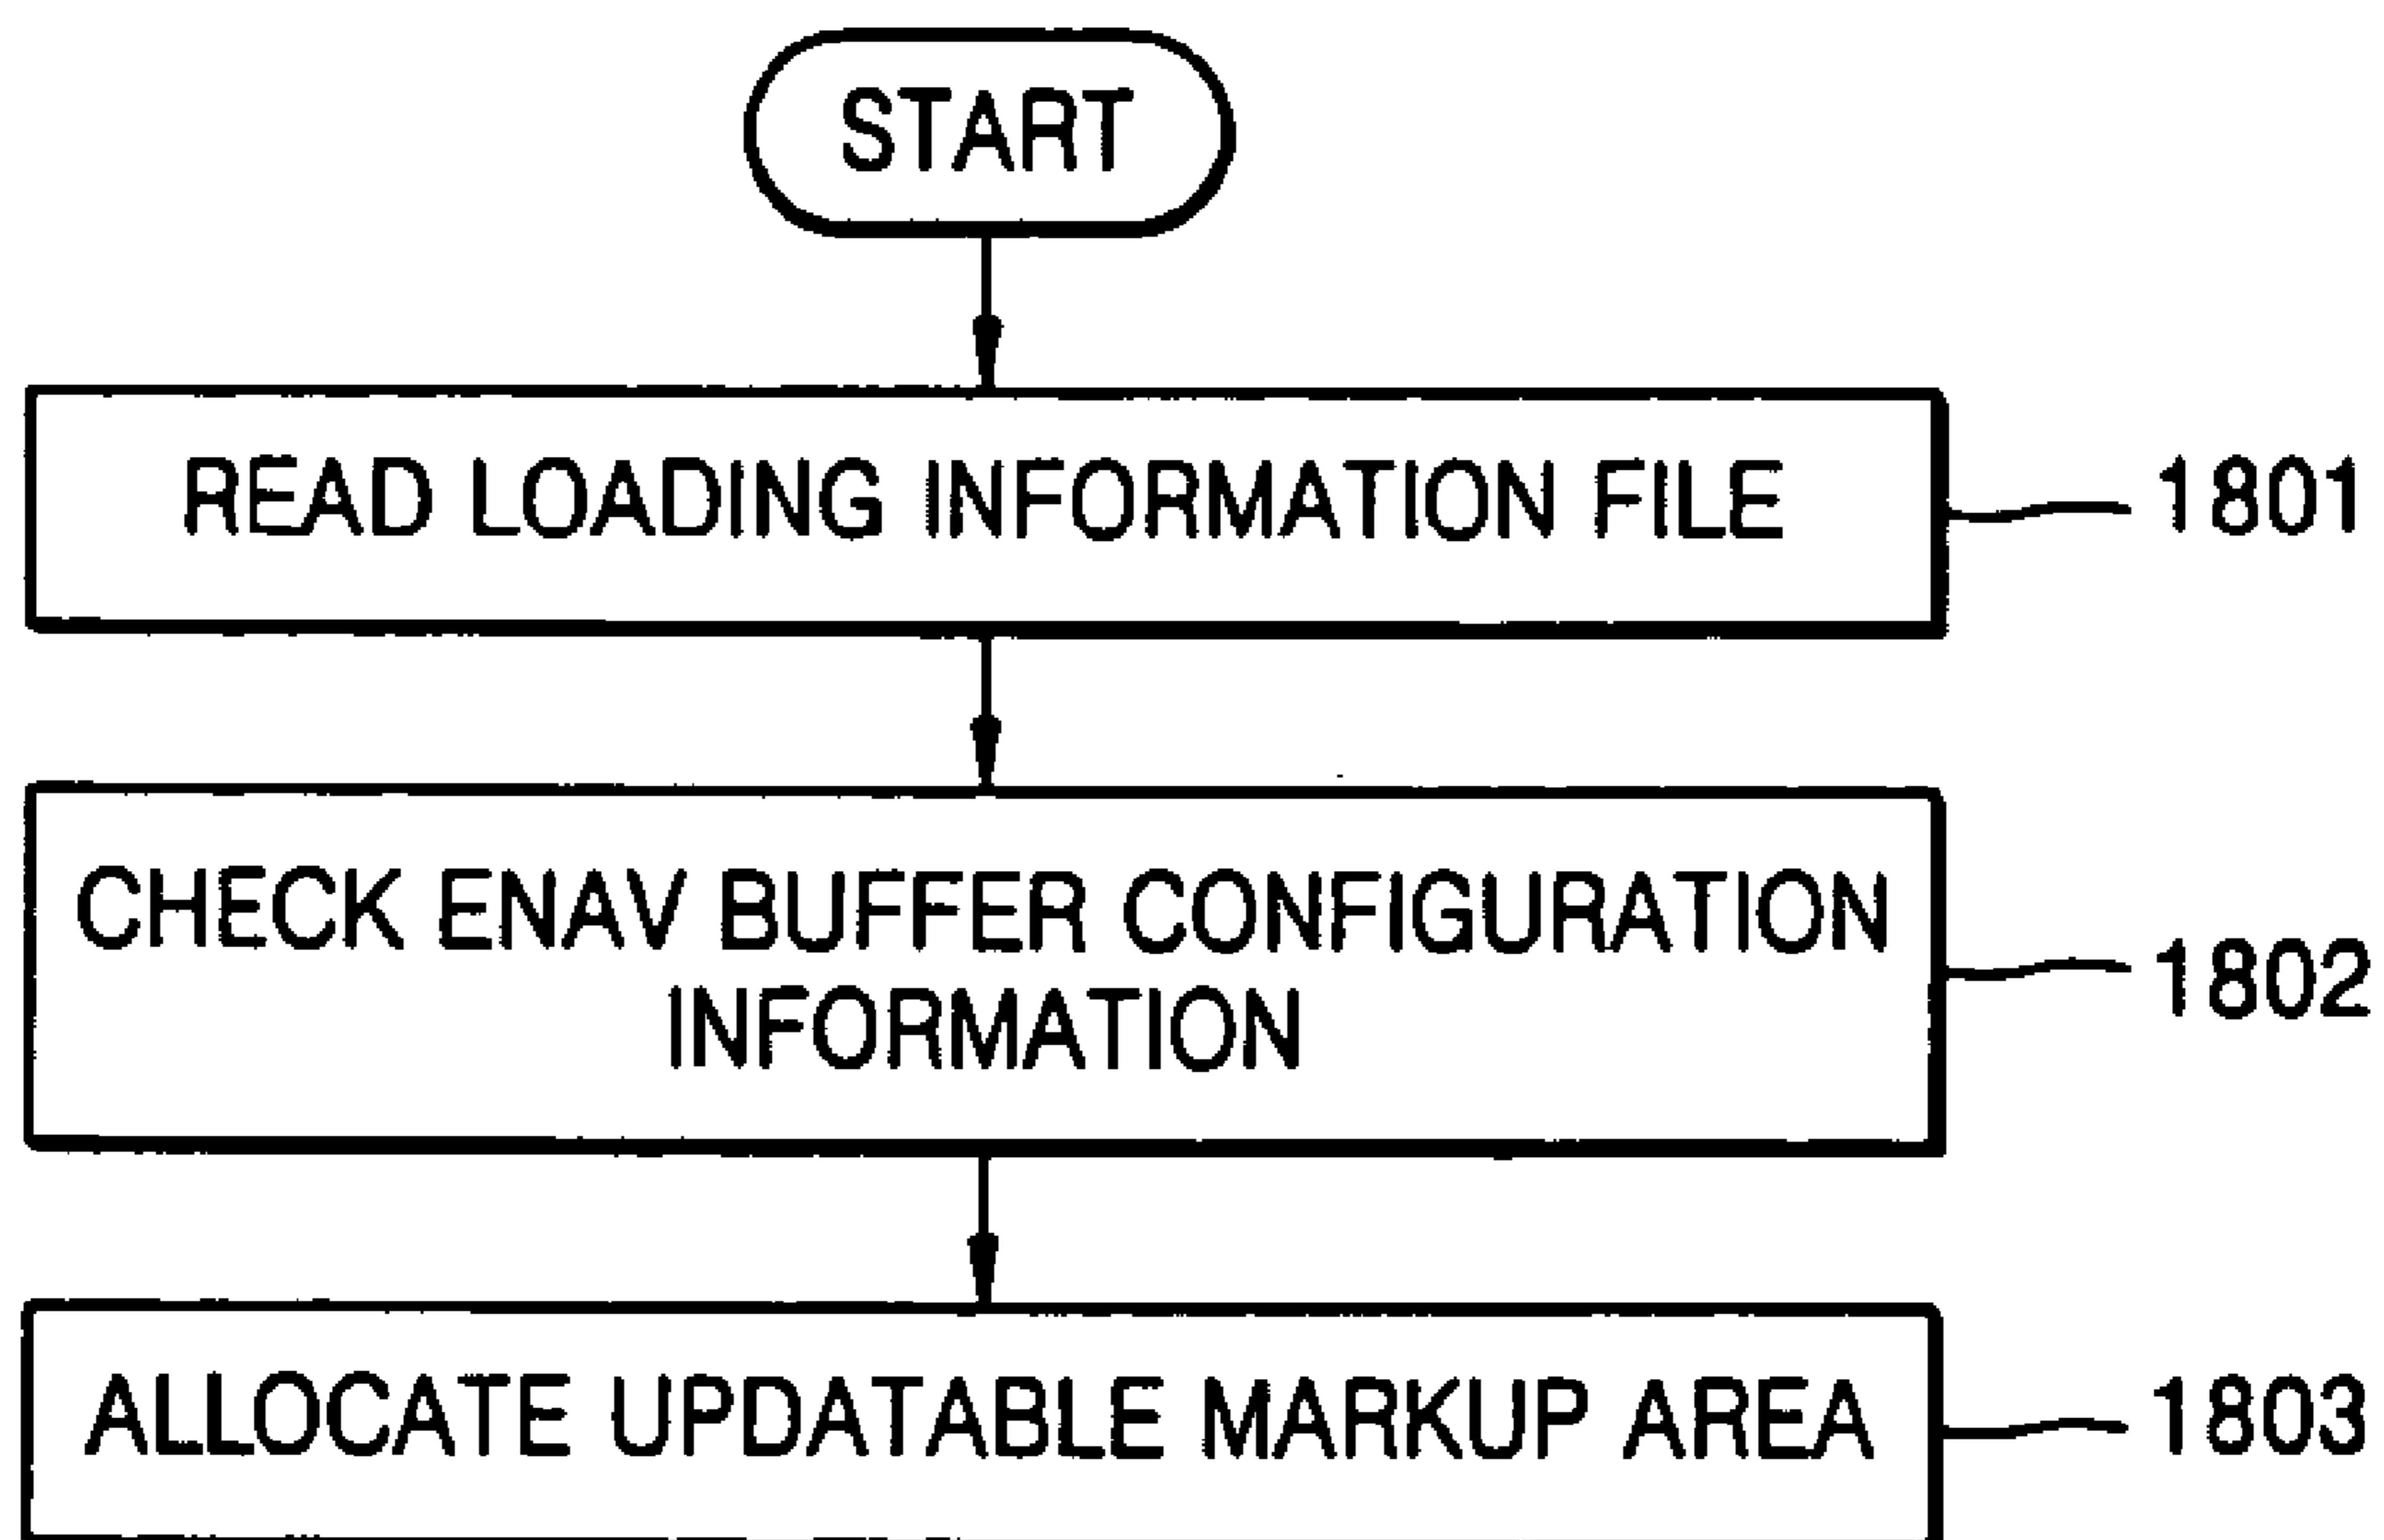 START
READ LOADING INFORMATION FILE
1801
CHECK ENAV BUFFER CONFIGURATION
INFORMATION
1802
ALLOCATE UPDATABLE MARKUP AREA
1803